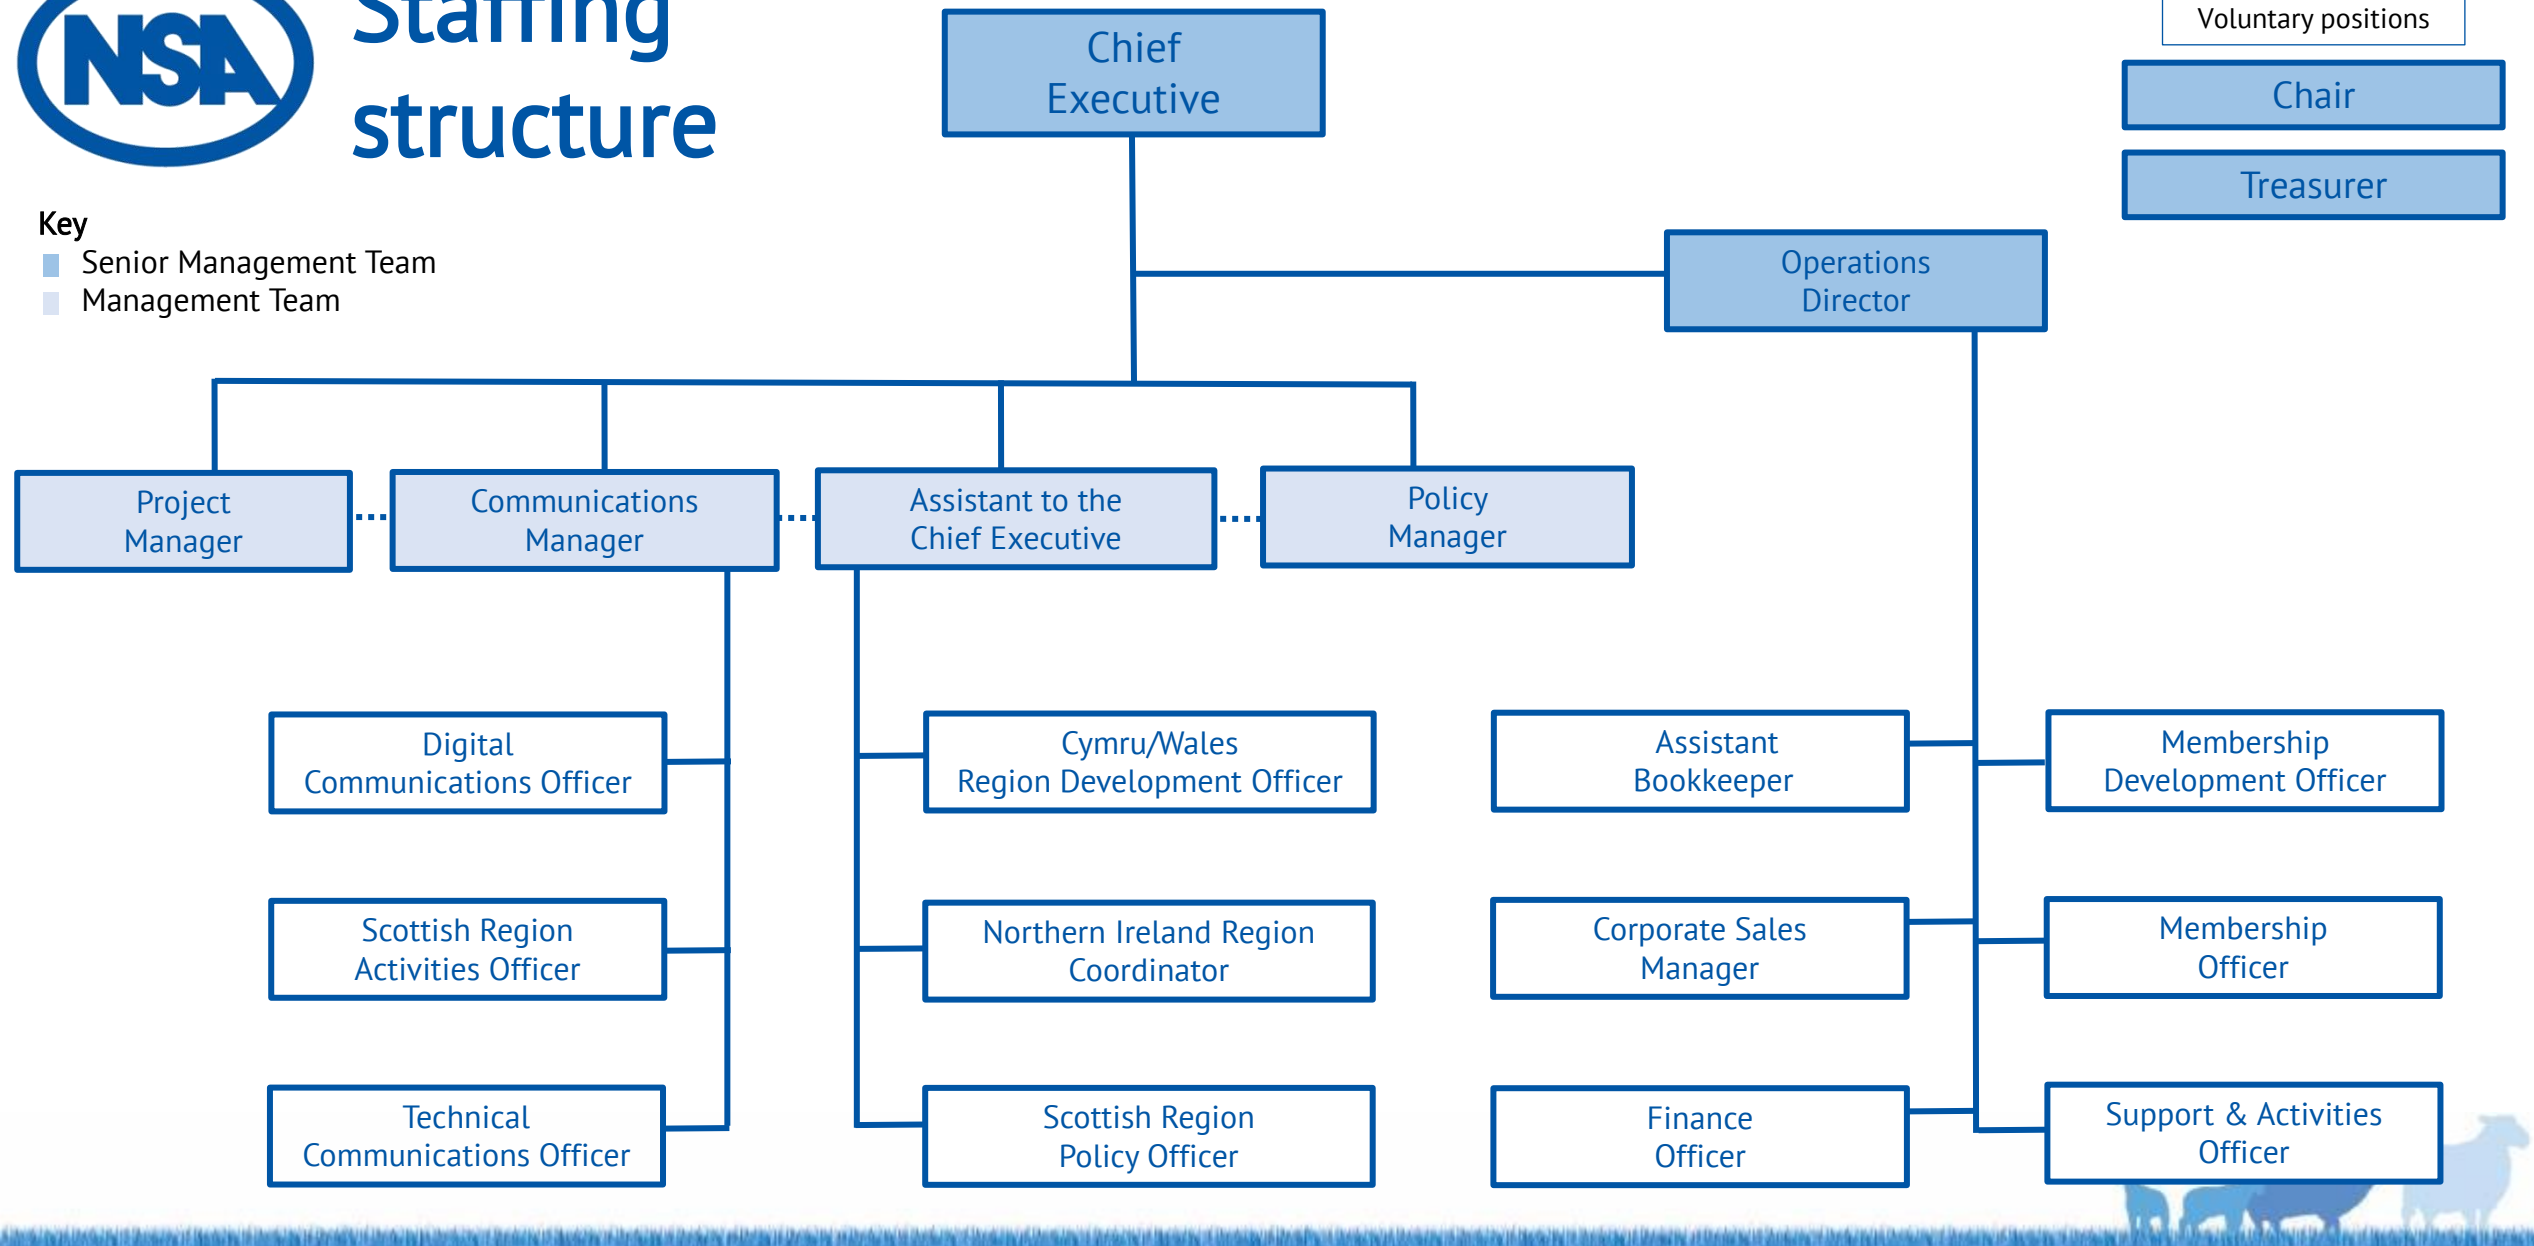 NSA
Staffing
structure
Key
Senior Management Team
Management Team
Chief
Executive
Voluntary positions
Chair
Treasurer
Operations
Director
Project
Manager
Communications
Manager
Assistant to the
Chief Executive
Policy
Manager
Digital
Communications Officer
Scottish Region
Activities Officer
Technical
Communications Officer
Cymru/Wales
Region Development Officer
Northern Ireland Region
Coordinator
Scottish Region
Policy Officer
Assistant
Bookkeeper
Corporate Sales
Manager
Finance
Officer
Membership
Development Officer
Membership
Officer
Support & Activities
Officer